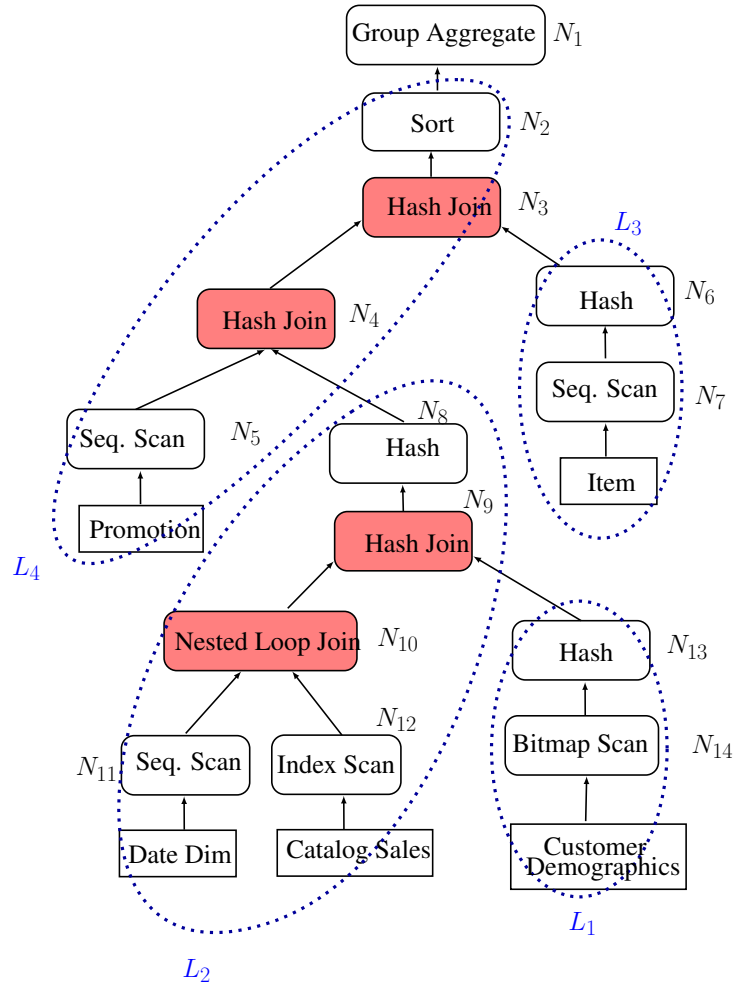 Group Aggregate N₁
Sort N₂
Hash Join N₃
L₃
Hash N₆
Hash Join N₄
Seq. Scan N₇
N₈
Seq. Scan N₅
Hash
Item
N₉
Promotion
Hash Join
L₄
Nested Loop Join N₁₀
Hash N₁₃
N₁₂
N₁₁ Seq. Scan
Index Scan
Bitmap Scan N₁₄
Date Dim
Catalog Sales
Customer
Demographics
L₁
L₂